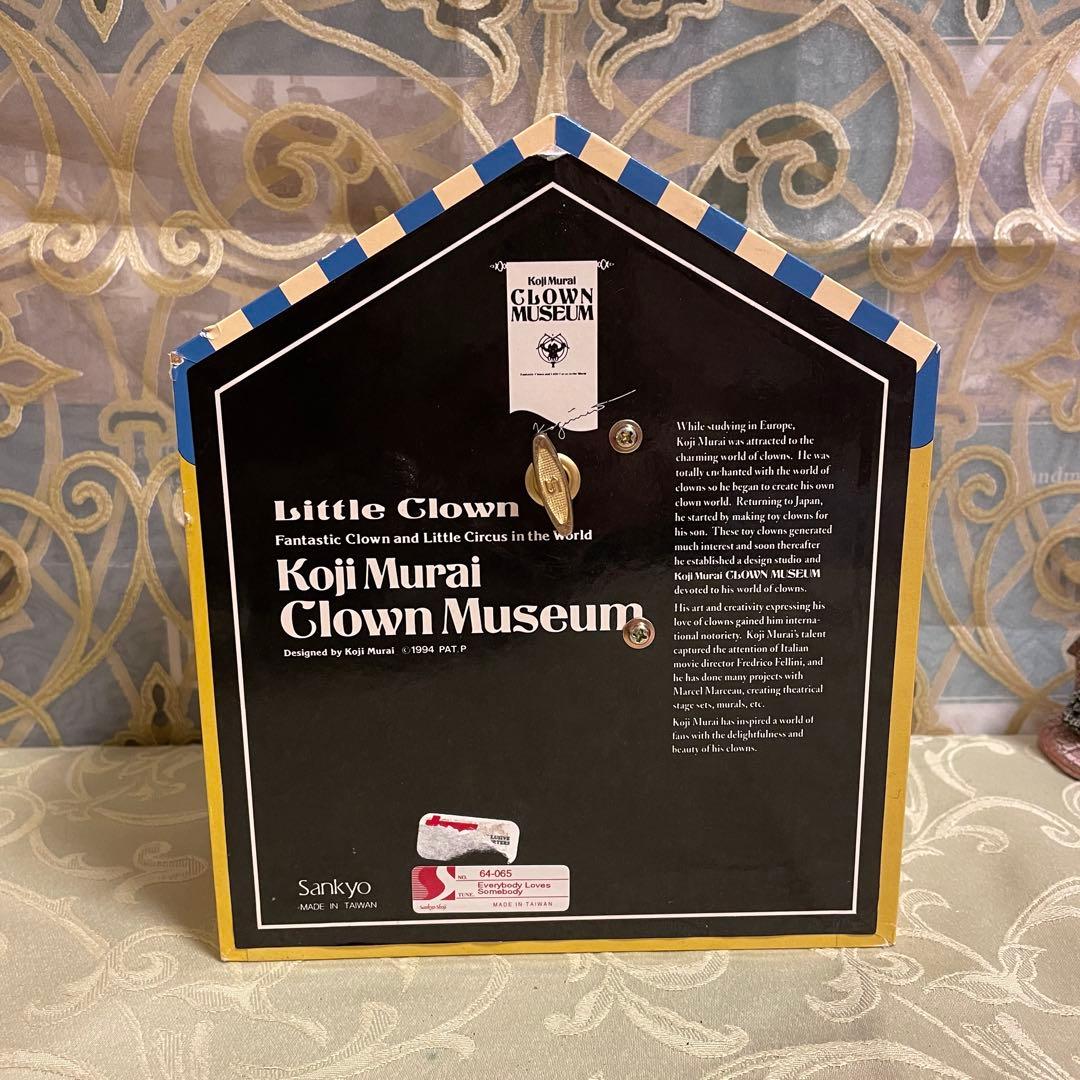 Koji Murai
CLOWN
MUSEUM
Little Clown
Fantastic Clown and Little Circus in the world
Koji Murai
Clown Museum
Designed by Koji Murai ©1994 PAT.P
While studying in Europe,
Koji Murai was attracted to the
charming world of clowns. He was
totally enchanted with the world of
clowns so he began to create his own
clown world. Returning to Japan,
he started by making toy clowns for
his son. These toy clowns generated
much interest and soon thereafter
he established a design studio and
Koji Murai CLOWN MUSEUM
devoted to his world of clowns.
His art and creativity expressing his
love of clowns gained him interna-
tional notoriety. Koji Murai's talent
captured the attention of Italian
movie director Fredrico Fellini, and
he has done many projects with
Marcel Marceau, creating theatrical
stage sets, murals, etc.
Koji Murai has inspired a world of
fans with the delightfulness and
beauty of his clowns.
Sankyo
-MADE IN TAIWAN
NO. 64-065
TUNE. Everybody Loves
Somebody
Sankyo Shoji
MADE IN TAIWAN